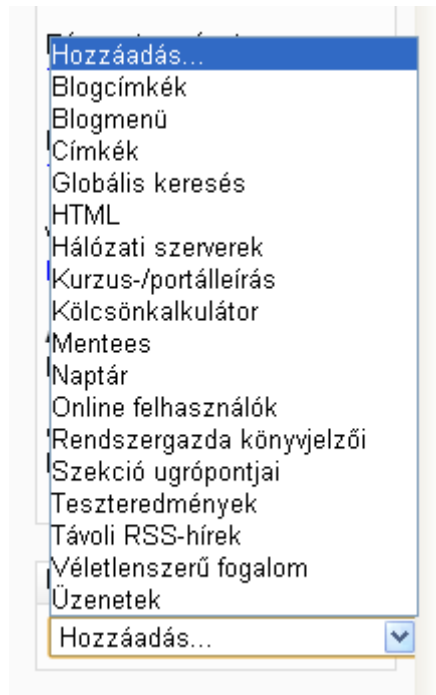 Hozzáadás...
Blogcímkék
Blogmenü
Címkék
Globális keresés
HTML
Hálózati szerverek
Kurzus-/portálleírás
Kölcsönkalkulátor
Mentees
Naptár
Online felhasználók
Rendszergazda könyvjelzői
Szekció ugrópontjai
Teszteredmények
Távoli RSS-hírek
Véletlenszerű fogalom
Üzenetek
Hozzáadás...